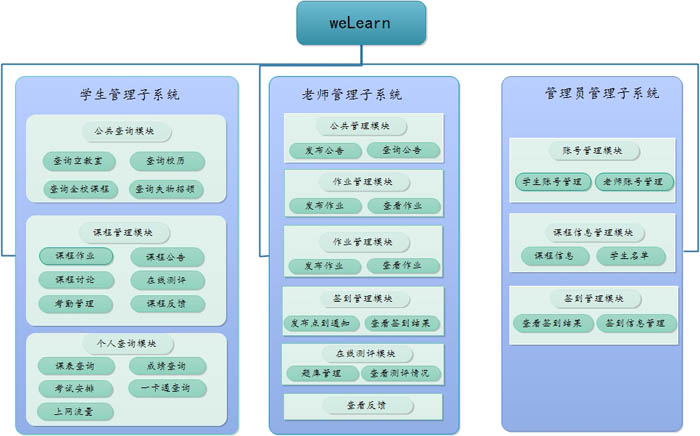 weLearn
学生管理子系统
公共查询模块
查询空教室 查询校历
查询全校课程 查询失物招领
课程管理模块
课程作业 课程公告
课程讨论 在线测评
考勤管理 课程反馈
个人查询模块
课表查询 成绩查询
考试安排 一卡通查询
上网流量
老师管理子系统
公共管理模块
发布公告 查询公告
作业管理模块
发布作业 查看作业
作业管理模块
发布作业 查看作业
签到管理模块
发布点到通知 查看签到结果
在线测评模块
题库管理 查看测评情况
查看反馈
管理员管理子系统
账号管理模块
学生账号管理 老师账号管理
课程信息管理模块
课程信息 学生名单
签到管理模块
查看签到结果 签到信息管理